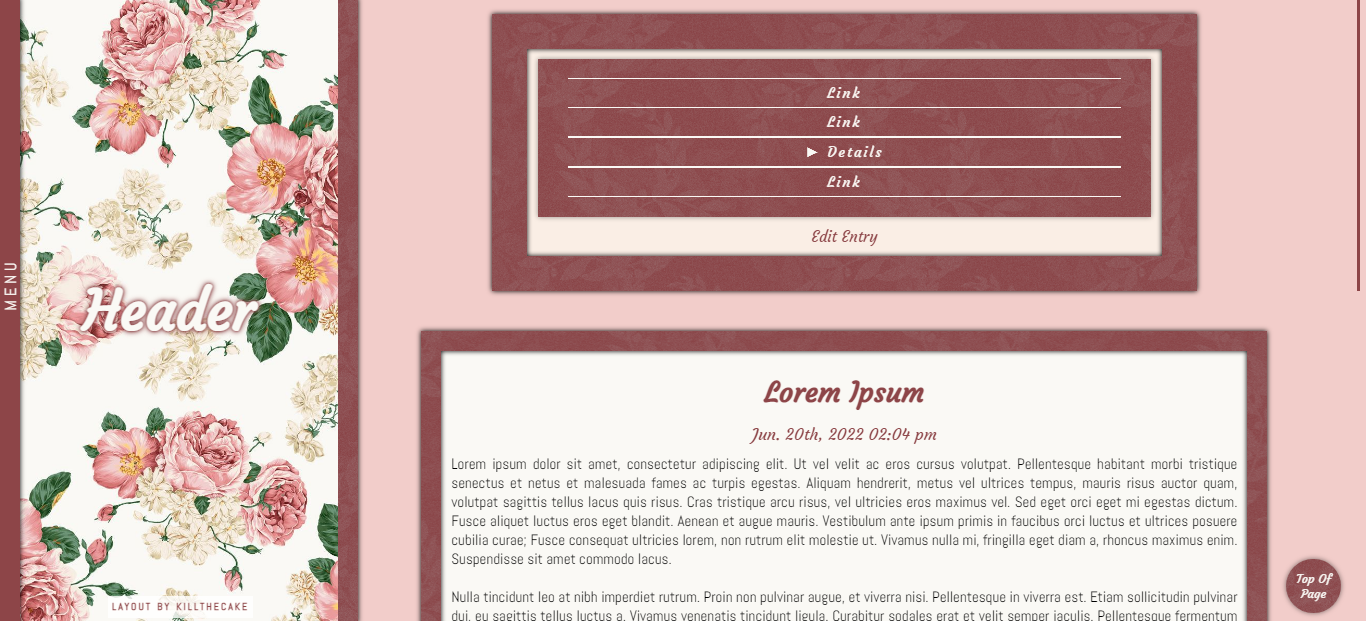 MENU
Header
LAYOUT BY KILLTHECAKE
Link
Link
► Details
Link
Edit Entry
Lorem Ipsum
Jun. 20th, 2022 02:04 pm
Lorem ipsum dolor sit amet, consectetur adipiscing elit. Ut vel velit ac eros cursus volutpat. Pellentesque habitant morbi tristique
senectus et netus et malesuada fames ac turpis egestas. Aliquam hendrerit, metus vel ultrices tempus, mauris risus auctor quam,
volutpat sagittis tellus lacus quis risus. Cras tristique arcu risus, vel ultricies eros maximus vel. Sed eget orci eget mi egestas dictum.
Fusce aliquet luctus eros eget blandit. Aenean et augue mauris. Vestibulum ante ipsum primis in faucibus orci luctus et ultrices posuere
cubilia curae; Fusce consequat ultricies lorem, non rutrum elit molestie ut. Vivamus nulla mi, fringilla eget diam a, rhoncus maximus enim.
Suspendisse sit amet commodo lacus.
Nulla tincidunt leo at nibh imperdiet rutrum. Proin non pulvinar augue, et viverra nisi. Pellentesque in viverra est. Etiam sollicitudin pulvinar
dui, eu sagittis tellus luctus a. Vivamus venenatis tincidunt ligula. Curabitur sodales erat et velit semper iaculis. Pellentesque fermentum
Top Of
Page